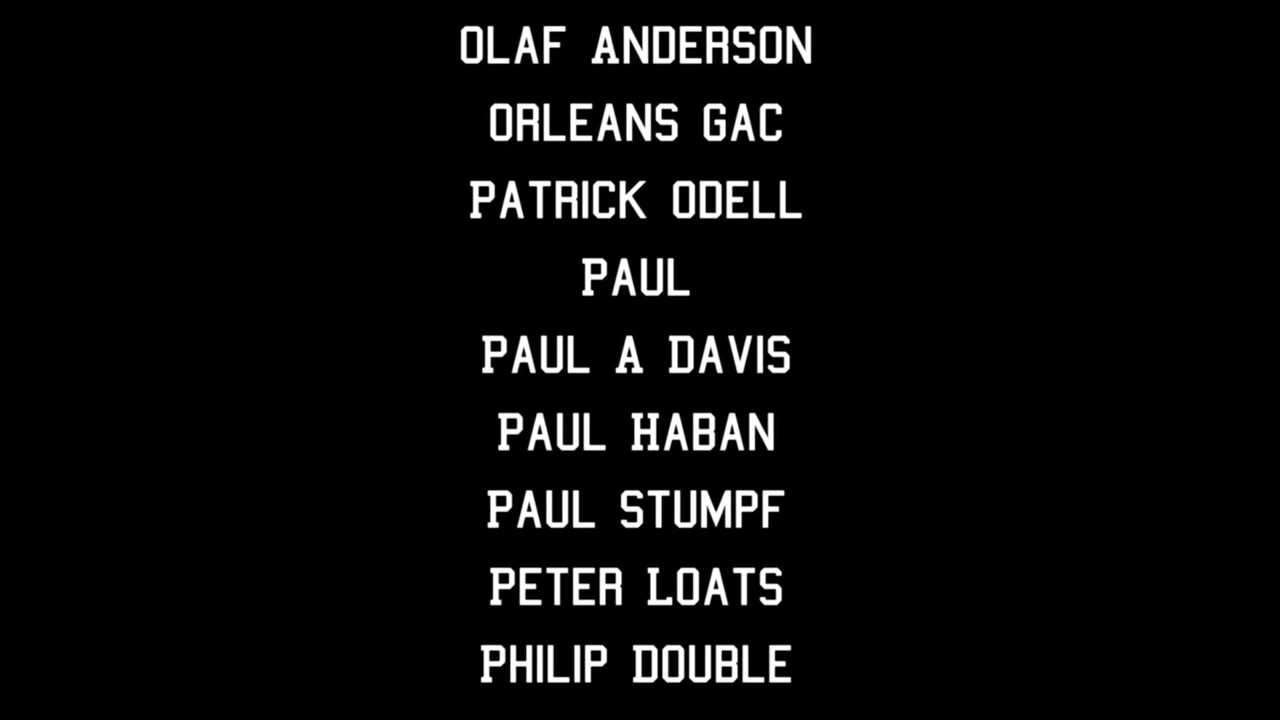 OLAF ANDERSON
ORLEANS GAC
PATRICK ODELL
PAUL
PAUL A DAVIS
PAUL HABAN
PAUL STUMPF
PETER LOATS
PHILIP DOUBLE